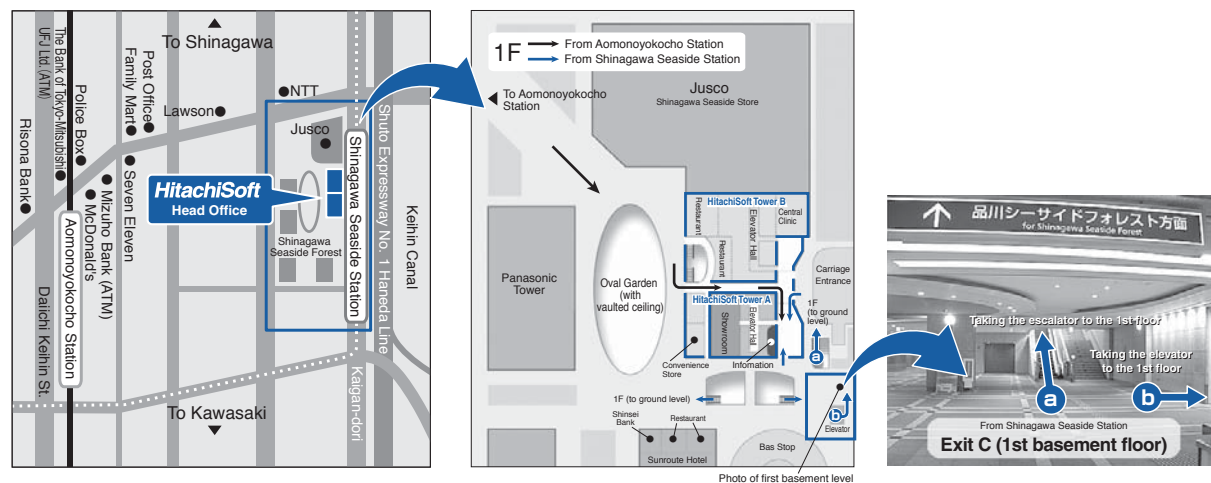 To Shinagawa
The Bank of Tokyo-Mitsubishi
UFJ Ltd. (ATM)
Post Office
Family Mart
Police Box
Risona Bank
Lawson
NTT
Jusco
HitachiSoft
Head Office
Shinagawa
Seaside Forest
Shinagawa Seaside Station
Shuto Expressway No. 1 Haneda Line
Keihin Canal
Seven Eleven
Mizuho Bank (ATM)
McDonald's
Aomonoyokocho Station
Daiichi Keihin St.
Kaigan-dori
To Kawasaki
1F
From Aomonoyokocho Station
From Shinagawa Seaside Station
To Aomonoyokocho
Station
Jusco
Shinagawa Seaside Store
Panasonic
Tower
Oval Garden
(with
vaulted ceiling)
HitachiSoft Tower B
Restaurant
Restaurant
Elevator Hall
Central
Clinic
Carriage
Entrance
HitachiSoft Tower A
Showroom
Elevator Hall
1F
(to ground
level)
a
Convenience
Store
Infomation
1F (to ground level)
b
Elevator
Shinsei
Bank
Restaurant
Sunroute Hotel
Bas Stop
Photo of first basement level
品川シーサイドフォレスト方面
for Shinagawa Seaside Forest
Taking the escalator to the 1st floor
Taking the elevator
to the 1st floor
a
b
From Shinagawa Seaside Station
Exit C (1st basement floor)